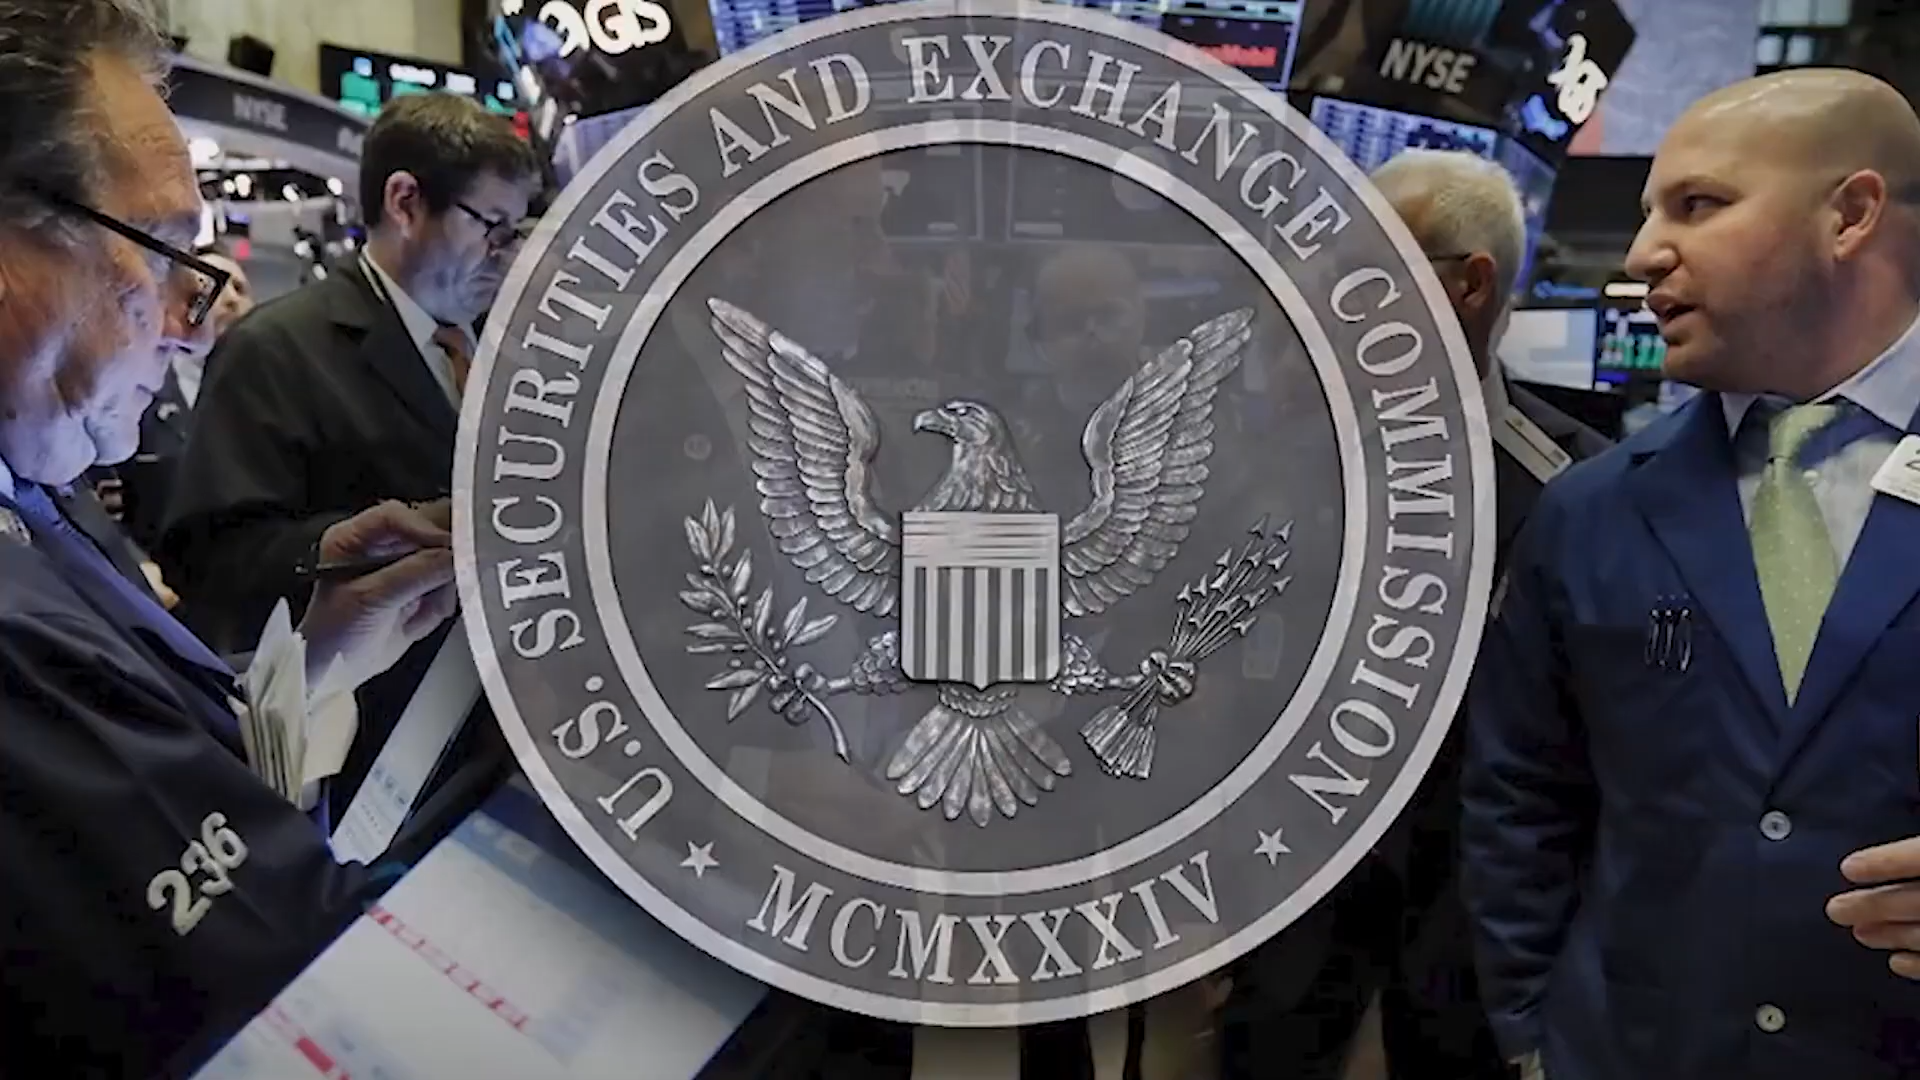 NYSE
NYSE
U.S. SECURITIES AND EXCHANGE COMMISSION
236
★ MCMXXXIV ★